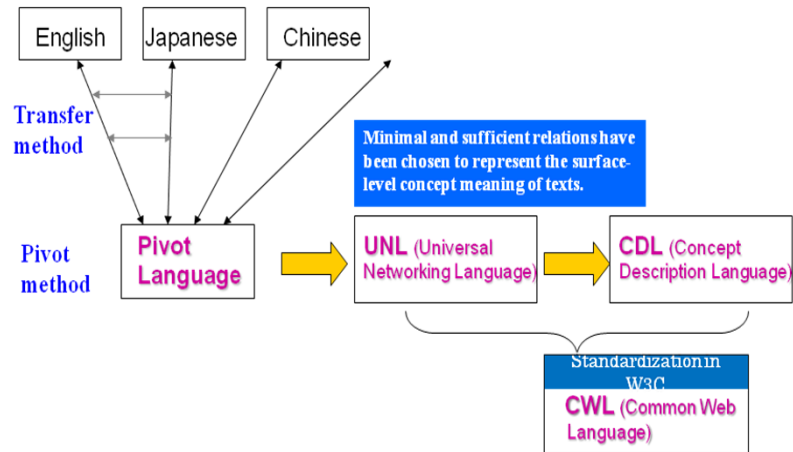 English
Japanese
Chinese
Transfer
method
Minimal and sufficient relations have
been chosen to represent the surface-
level concept meaning of texts.
Pivot
method
Pivot
Language
UNL (Universal
Networking Language)
CDL (Concept
Description Language)
Standardization in
W3C
CWL (Common Web
Language)